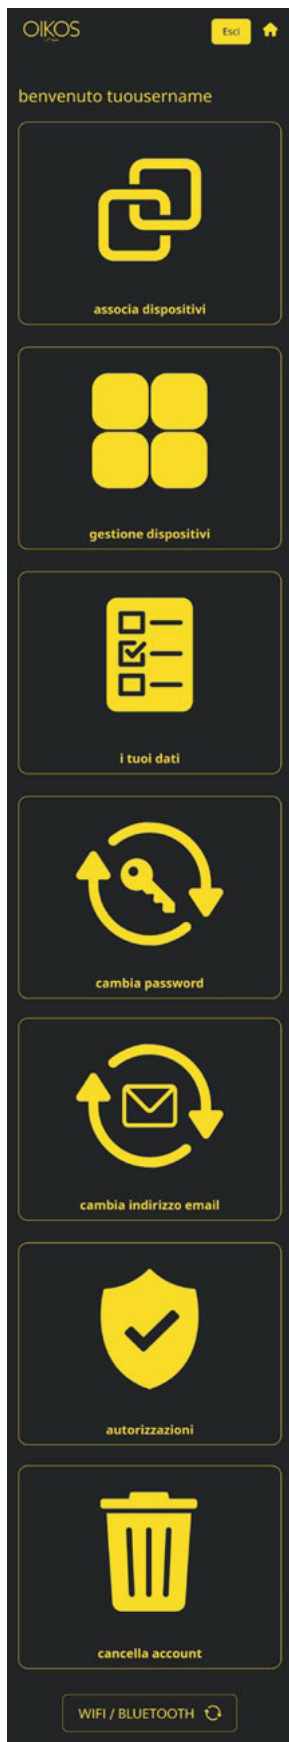 OIKOS
Esci
benvenuto tuousername
associa dispositivi
gestione dispositivi
i tuoi dati
cambia password
cambia indirizzo email
autorizzazioni
cancella account
WIFI / BLUETOOTH